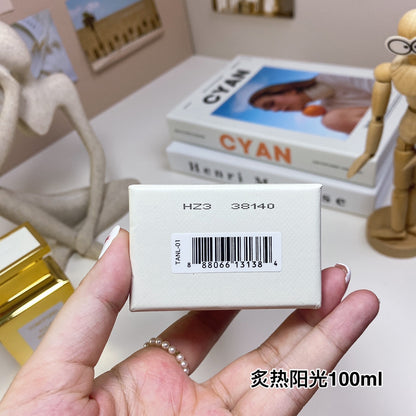 CYAN
CYAN
Henri
HZ3 38140
TANL-01
8 88066 13138 4
炙热阳光100ml